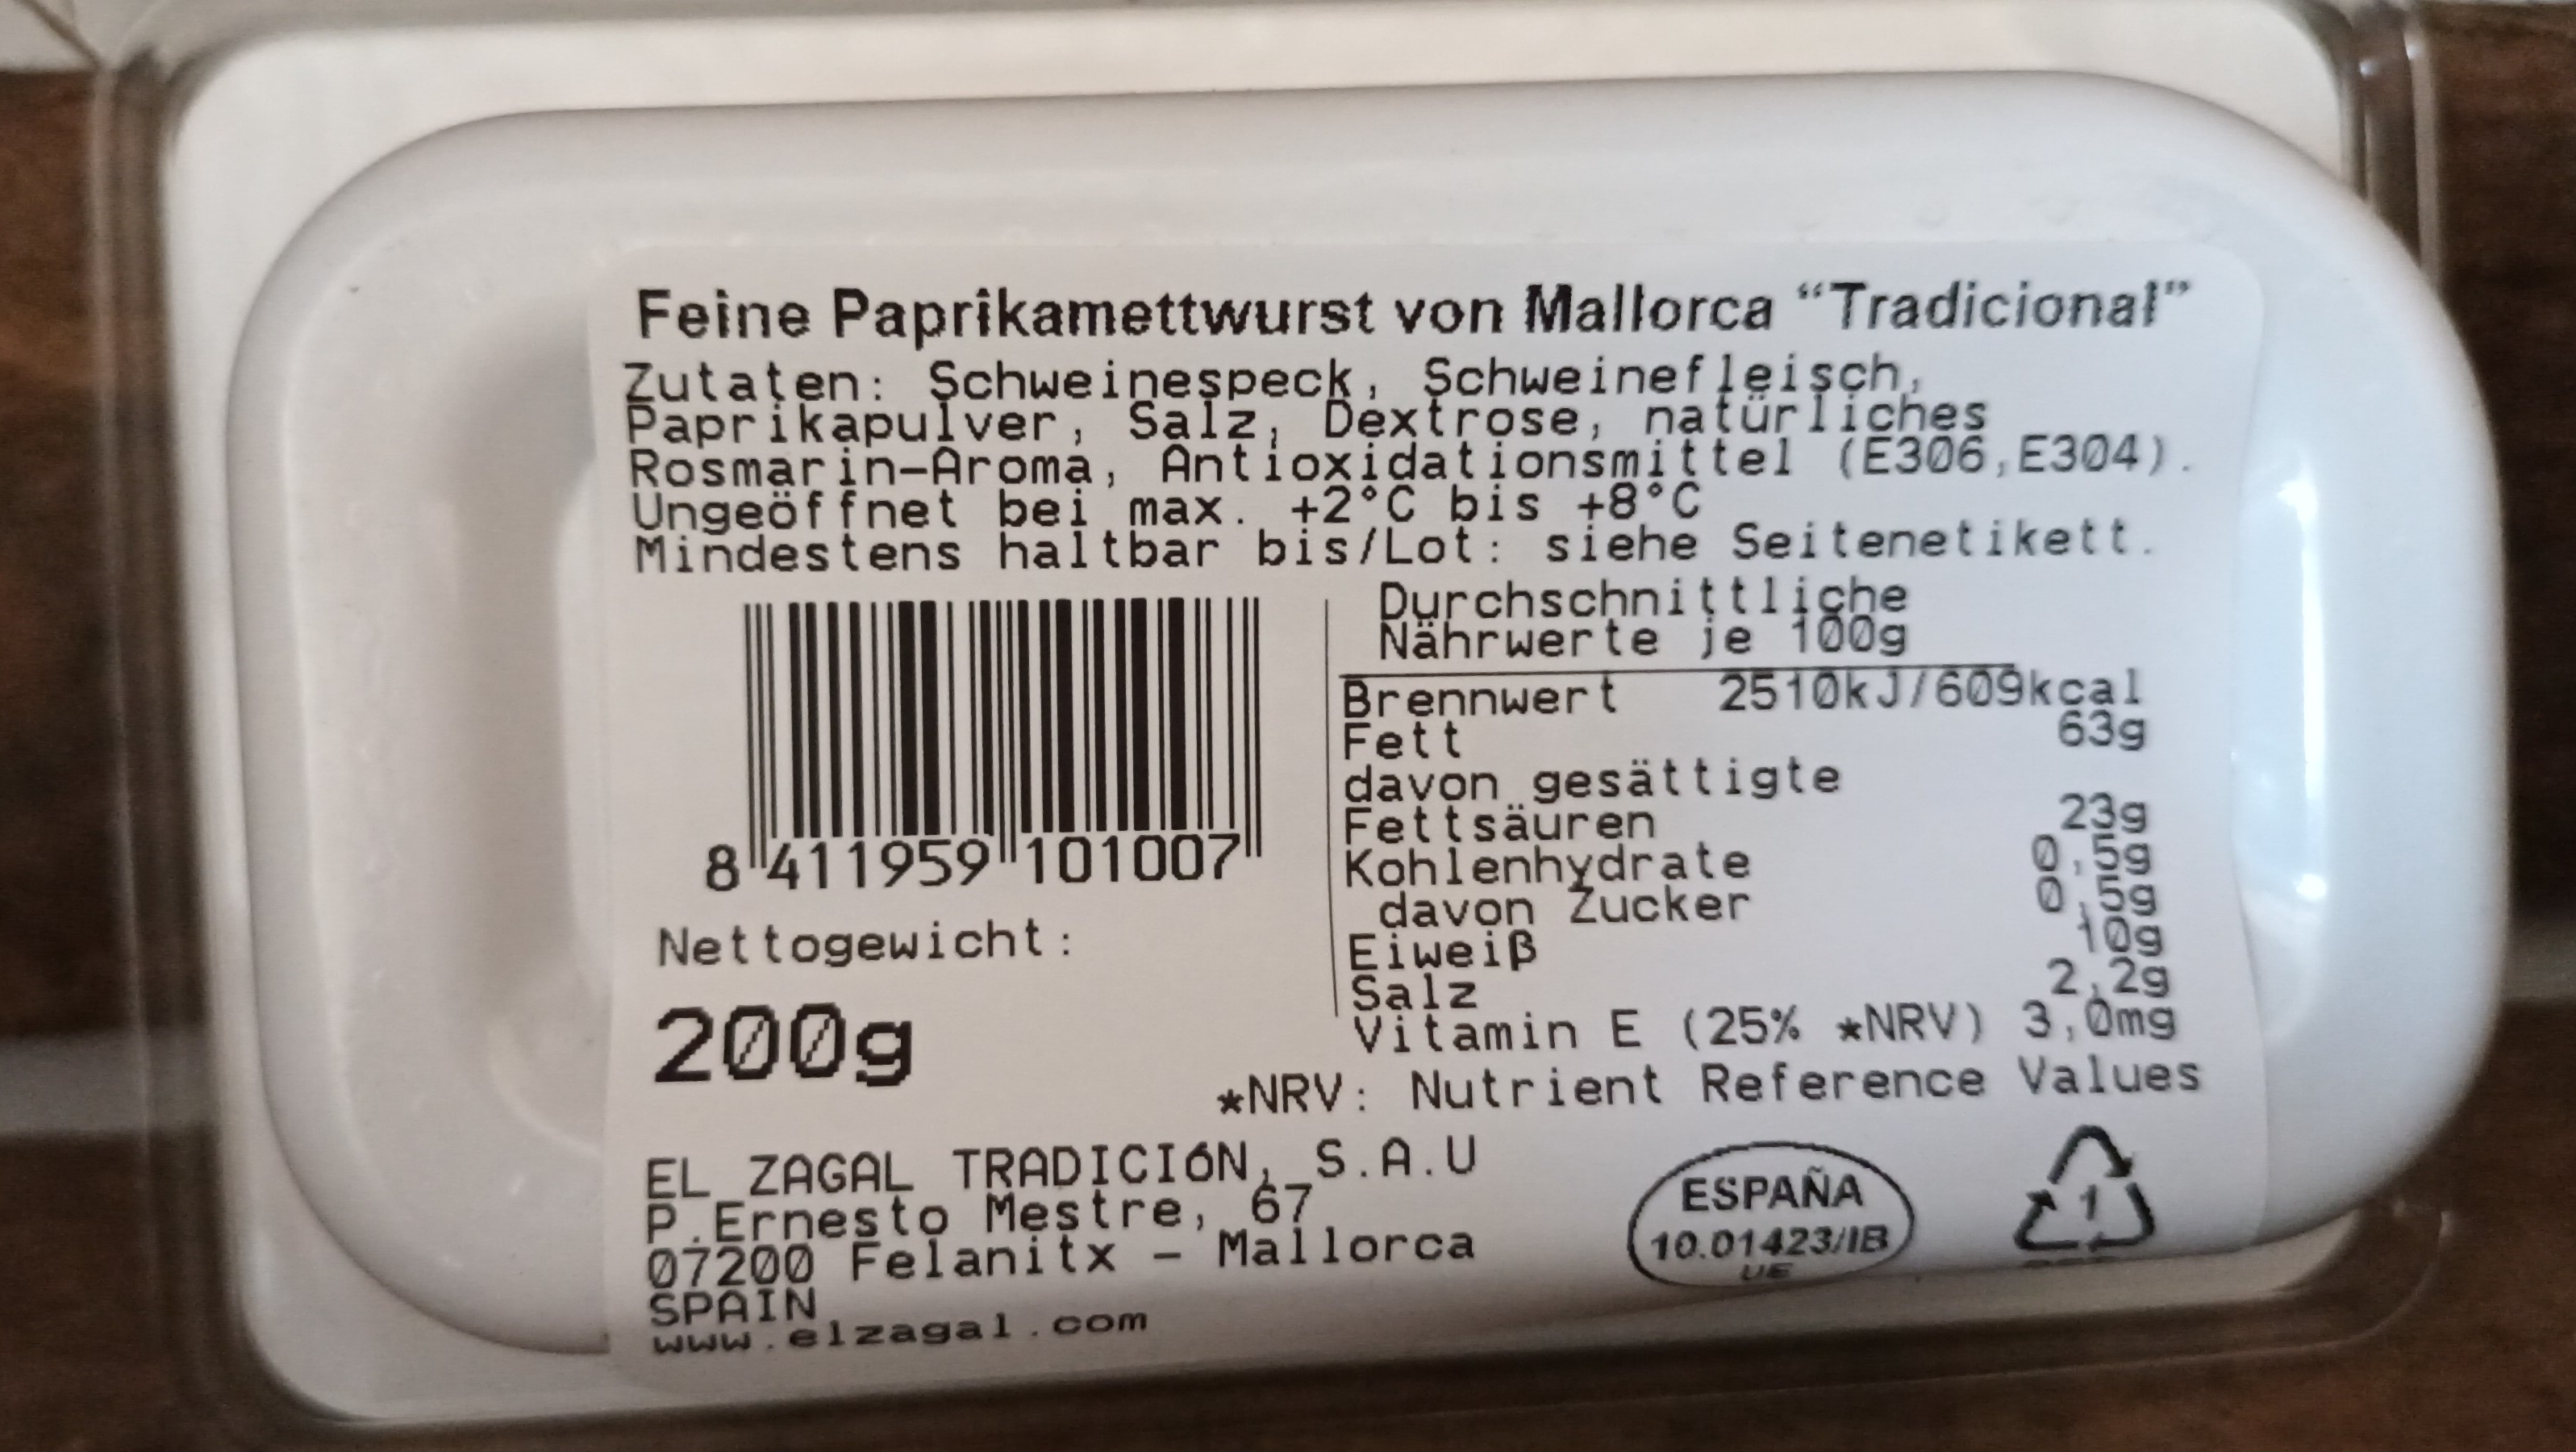 Feine Paprikamettwurst von Mallorca “Tradicional”
Zutaten: Schweinespeck, Schweinefleisch,
Paprikapulver, Salz, Dextrose, natürliches
Rosmarin-Aroma, Antioxidationsmittel (E306,E304).
Ungeöffnet bei max. +2°C bis +8°C
Mindestens haltbar bis/Lot: siehe Seitenetikett.
8 411959 101007
Nettogewicht:
200g
Durchschnittliche
Nährwerte je 100g
Brennwert 2510kJ/609kcal
Fett 63g
davon gesättigte
Fettsäuren 23g
Kohlenhydrate 0,5g
davon Zucker 0,5g
Eiweiß 10g
Salz 2,2g
Vitamin E (25% *NRV) 3,0mg
*NRV: Nutrient Reference Values
EL ZAGAL TRADICIÓN, S.A.U
P.Ernesto Mestre, 67
07200 Felanitx - Mallorca
SPAIN
www.elzagal.com
ESPAÑA
10.01423/IB
UE
1